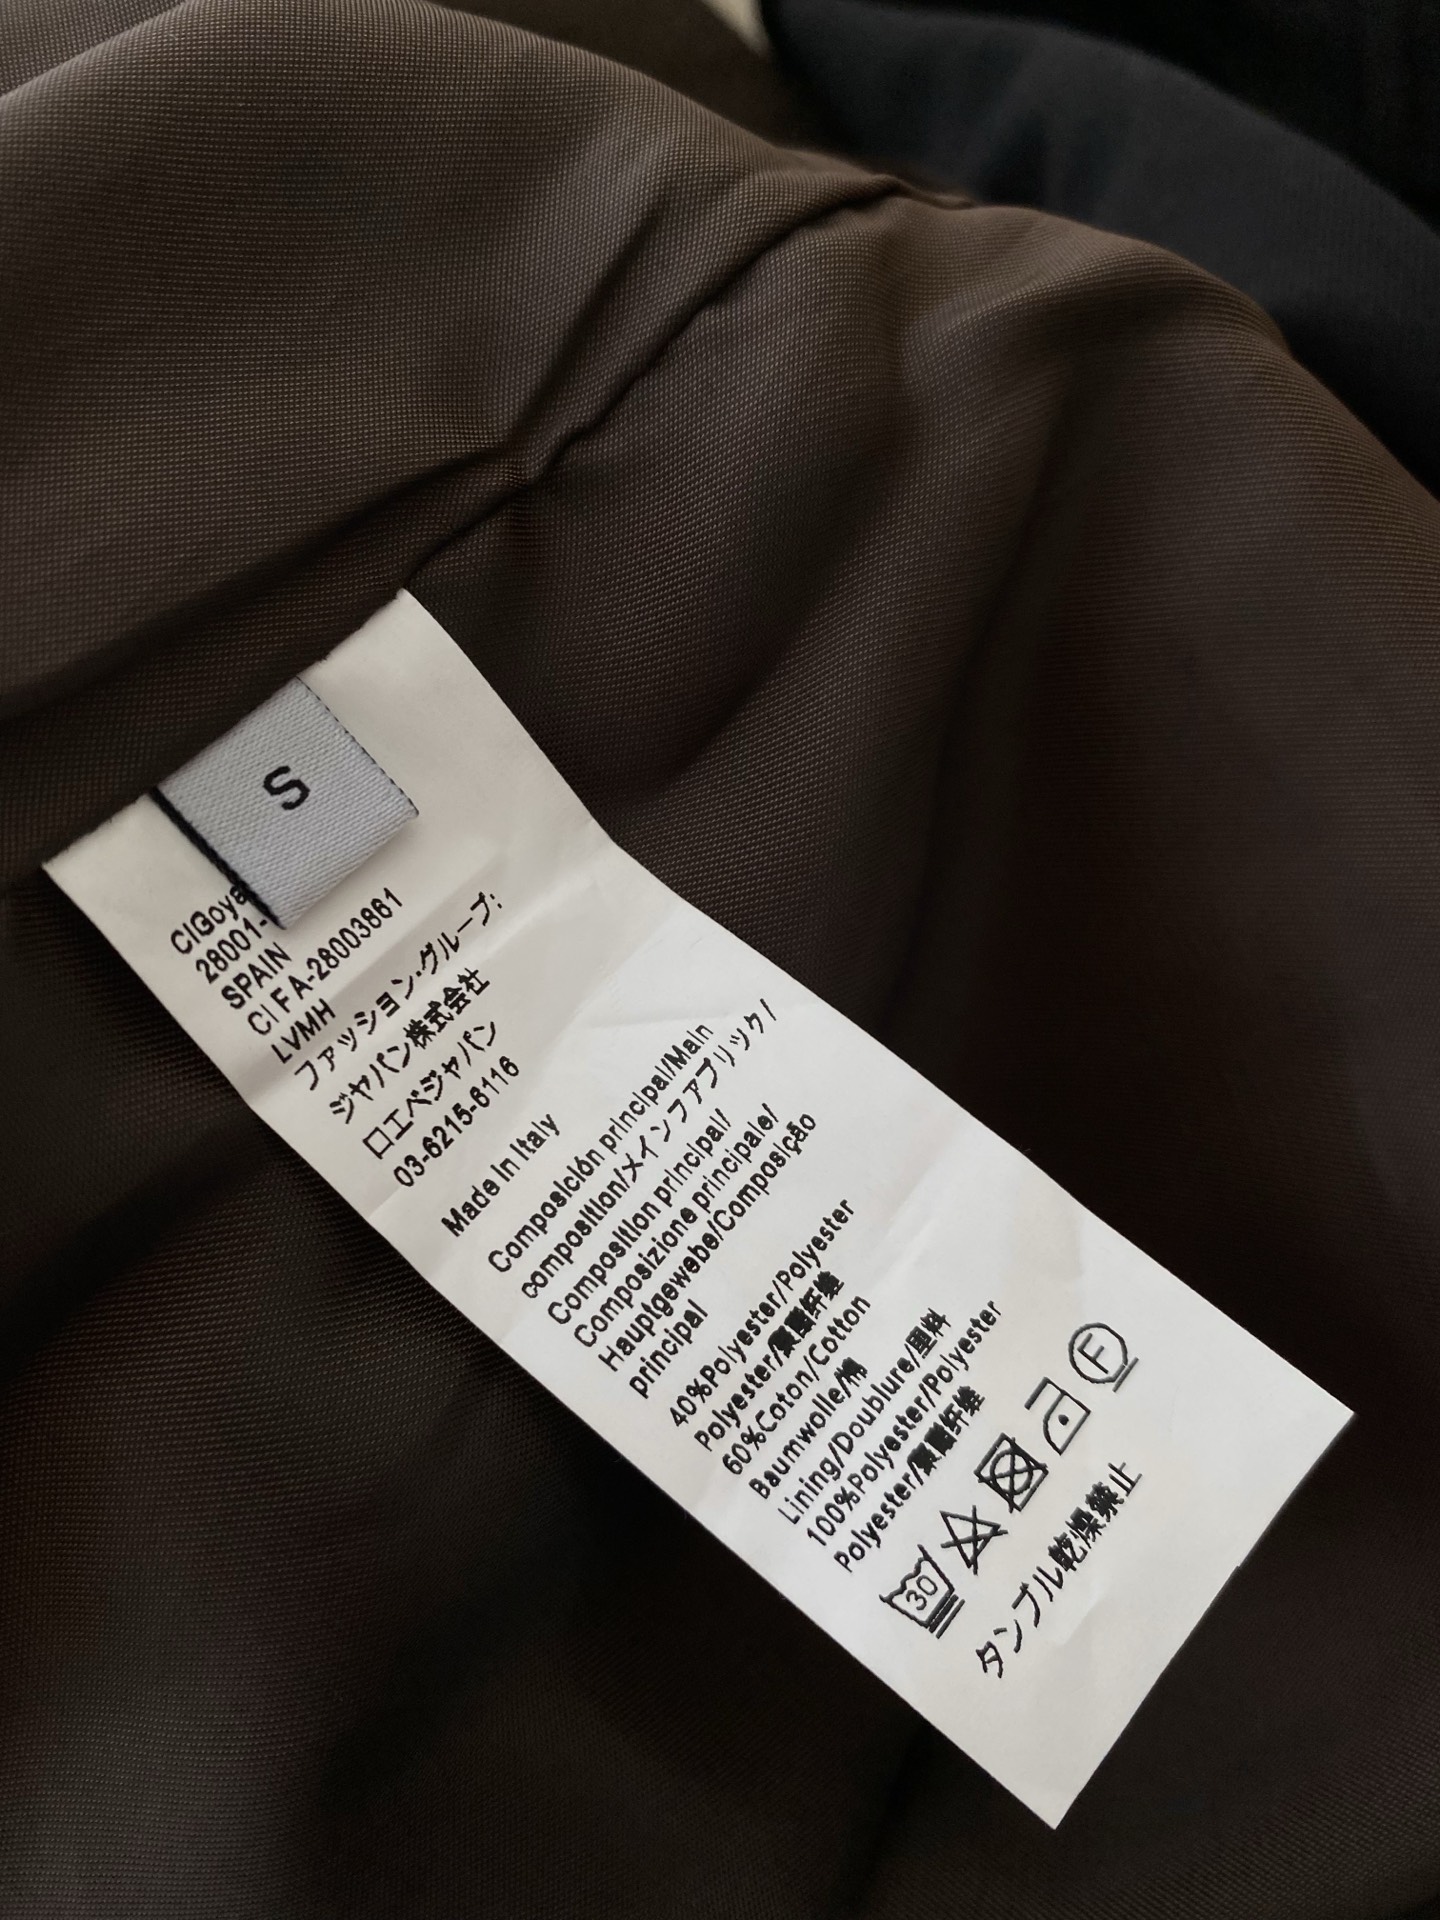 S
C|Goya
28001-
SPAIN
C| F A-28003861
LVMH
ファッション・グループ:
ジャパン株式会社
ロエベジャパン
03-6215-6116
Made In Italy
Composición principal/Main
composition/メインファブリック/
Composition principal/
Composizione principale/
Hauptgewebe/Composição
principal
40%Polyester/Polyester
Polyester/聚酯纤维
60%Coton/Cotton
Baumwolle/棉
Lining/Doublure/里料
100%Polyester/Polyester
Polyester/聚酯纤维
30 F
タンブル乾燥禁止